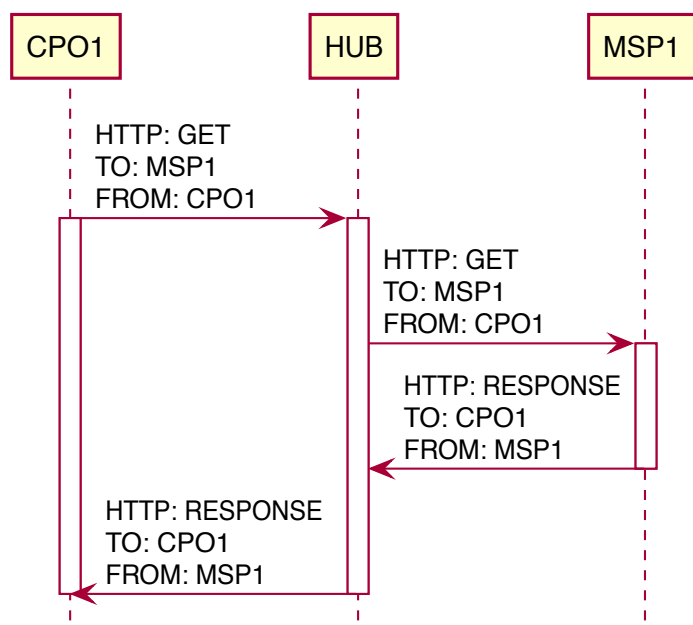 CPO1
HUB
MSP1
HTTP: GET
TO: MSP1
FROM: CPO1
HTTP: GET
TO: MSP1
FROM: CPO1
HTTP: RESPONSE
TO: CPO1
FROM: MSP1
HTTP: RESPONSE
TO: CPO1
FROM: MSP1